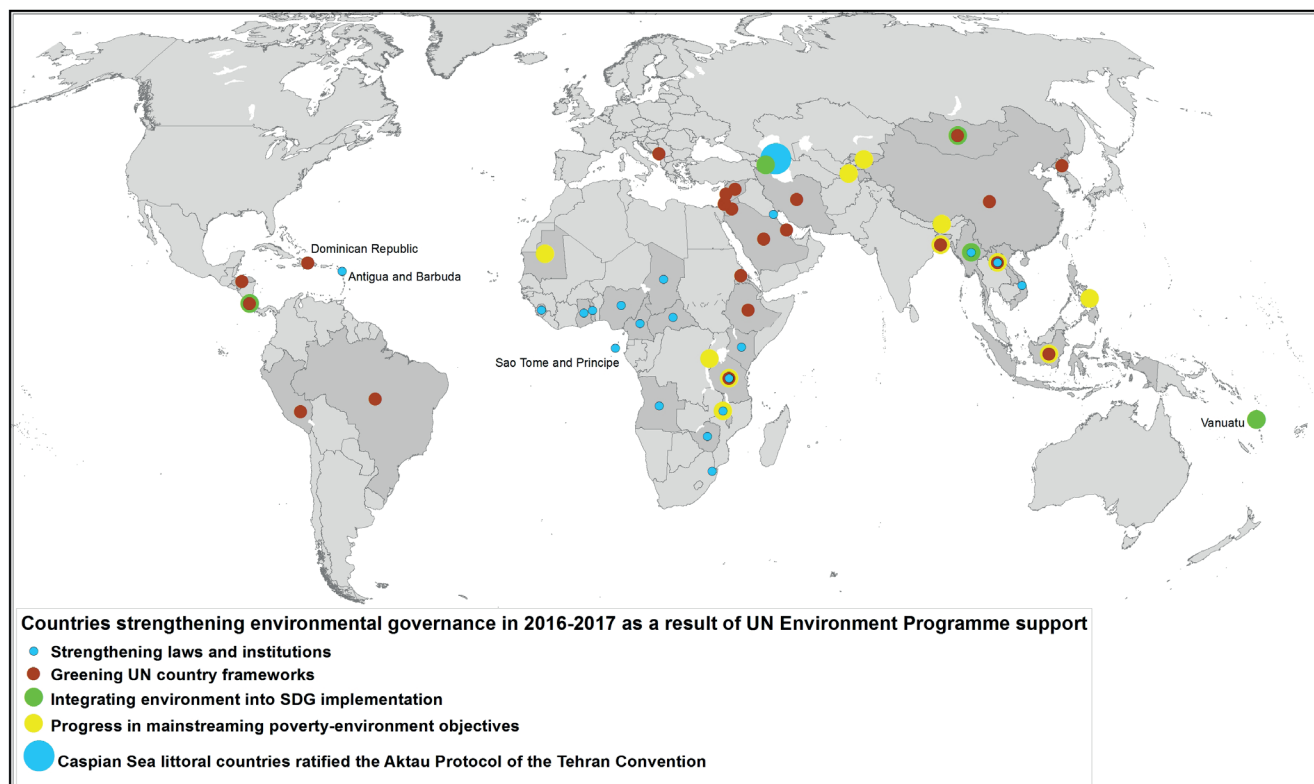 Dominican Republic
Antigua and Barbuda
Sao Tome and Principe
Vanuatu
Countries strengthening environmental governance in 2016-2017 as a result of UN Environment Programme support
Strengthening laws and institutions
Greening UN country frameworks
Integrating environment into SDG implementation
Progress in mainstreaming poverty-environment objectives
Caspian Sea littoral countries ratified the Aktau Protocol of the Tehran Convention